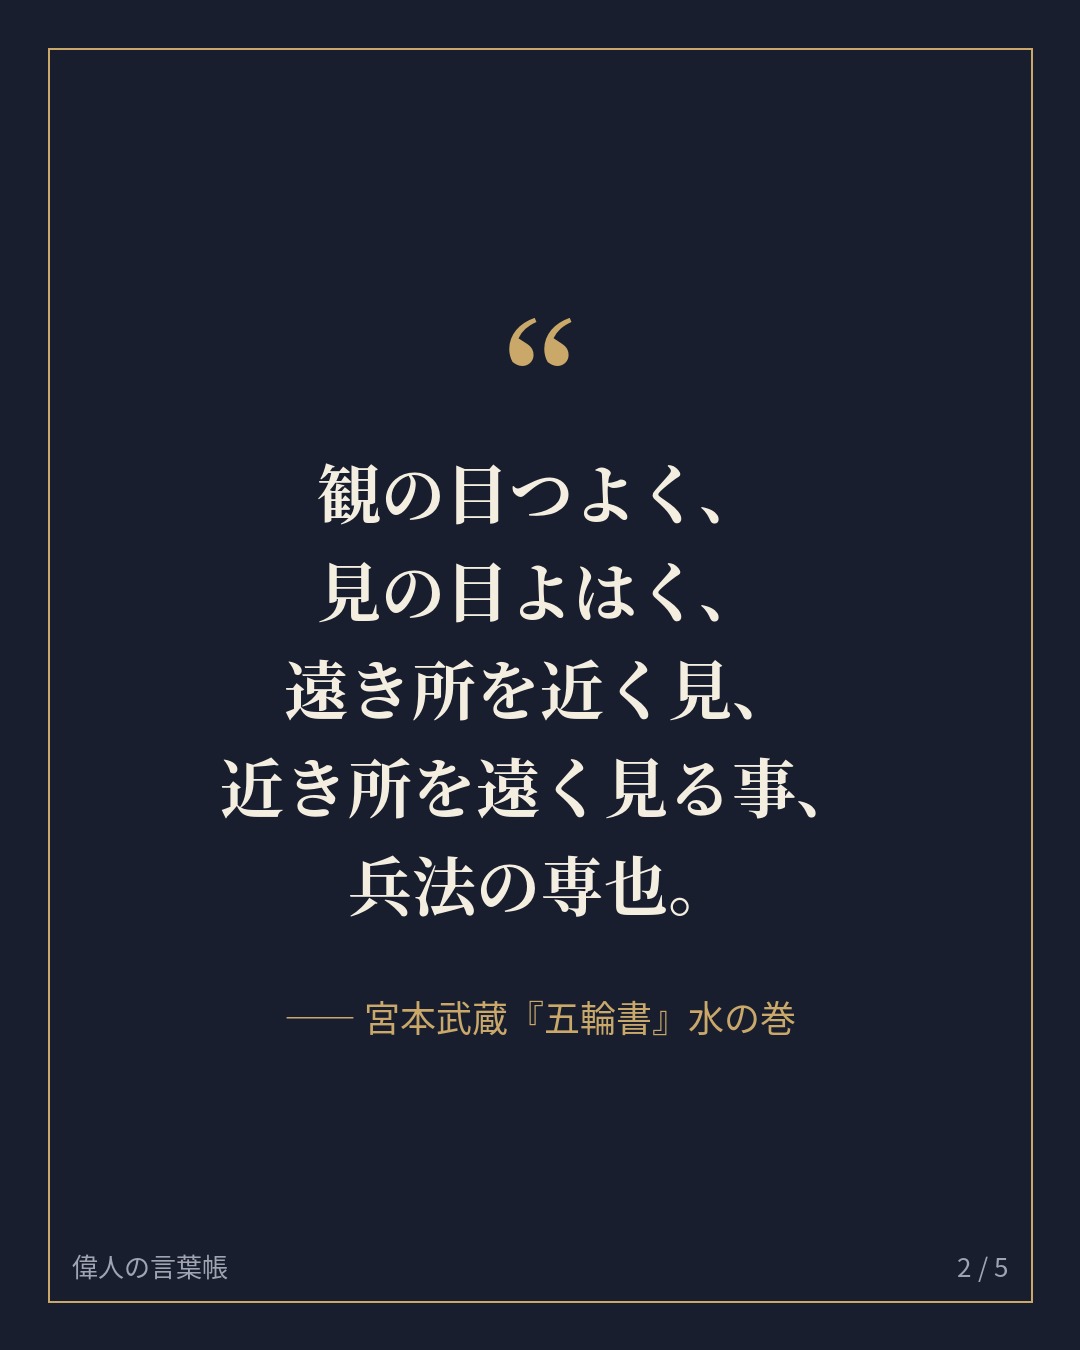 “
観の目つよく、
見の目よはく、
遠き所を近く見、
近き所を遠く見る事、
兵法の専也。
── 宮本武蔵『五輪書』水の巻
偉人の言葉帳
2 / 5